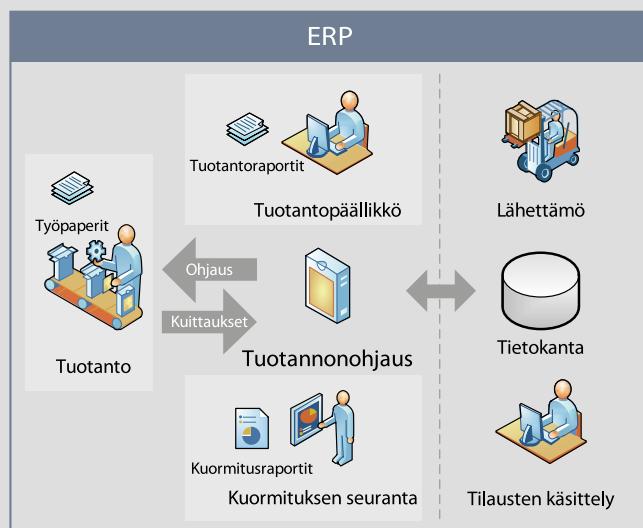 ERP
Tuotantoraportit
Tuotantopäällikkö
Lähettämö
Työpaperit
Ohjaus
Kuittaukset
Tuotanto
Tuotannonohjaus
Tietokanta
Kuormitusraportit
Kuormituksen seuranta
Tilausten käsittely